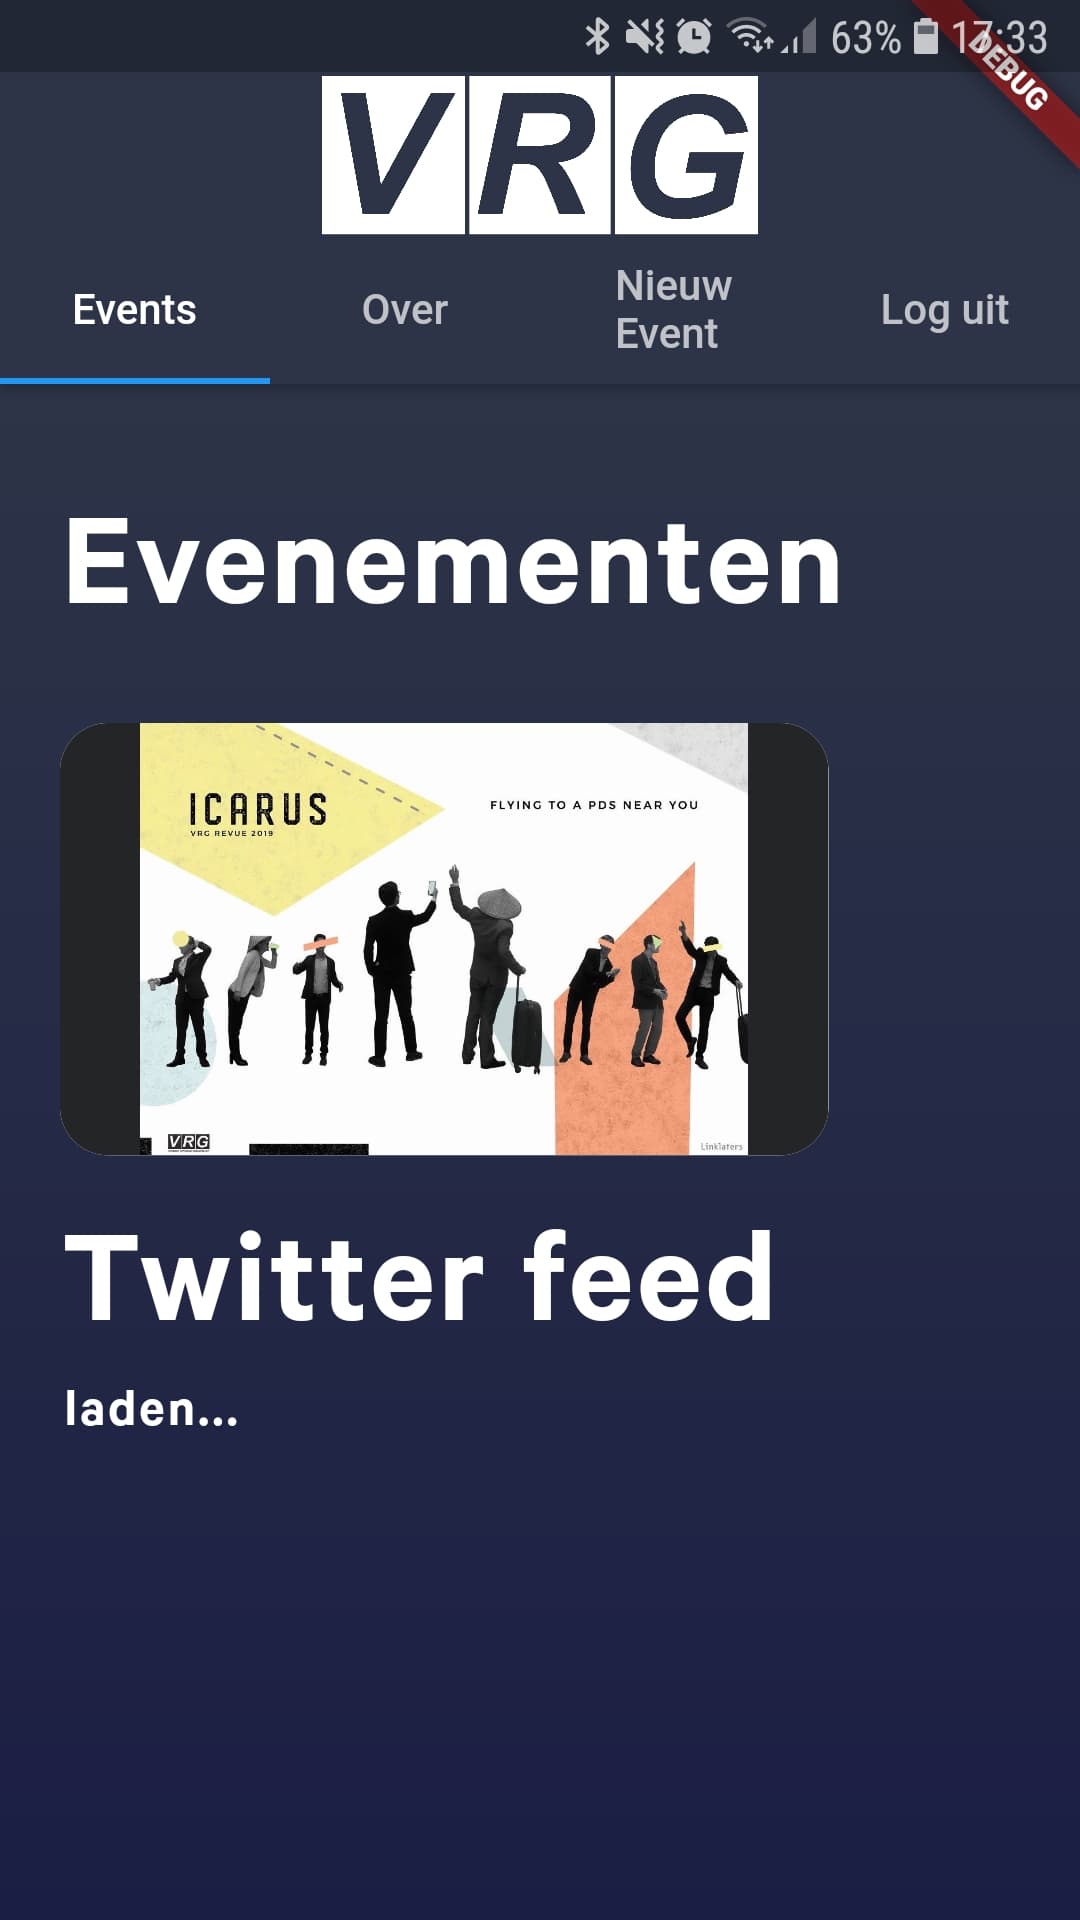 63% 17:33
DEBUG
VRG
Events
Over
Nieuw
Event
Log uit
Evenementen
ICARUS
VRG REVUE 2019
FLYING TO A PDS NEAR YOU
VRG
Linklaters
Twitter feed
laden...